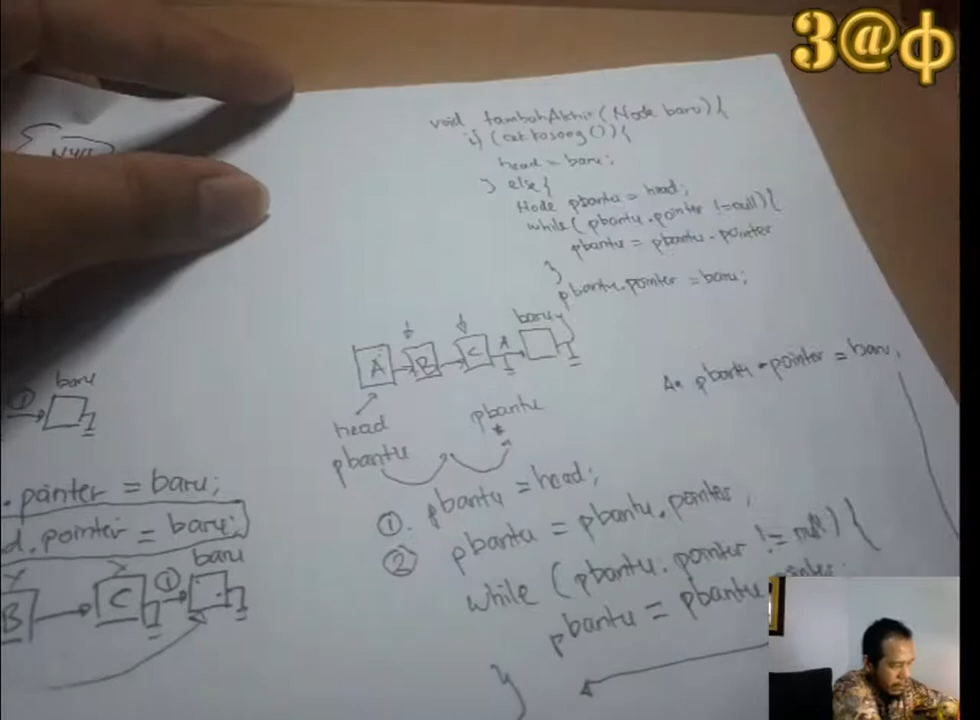 3@φ
void tambahAkhir(Node baru){
if (cekkosong()){
head = baru;
} else{
Node pbantu = head;
while( pbantu.pointer !=null){
pbantu = pbantu.pointer
}
pbantu.pointer = baru;
baru
A B C A
head
pbantu
pbantu
1. pbantu = head;
2 pbantu = pbantu.pointer,
while (pbantu.pointer != null) {
pbantu = pbantu
}
pbantu.pointer = baru,
1 baru
.pointer = baru;
d.pointer = baru;
baru
B C 1